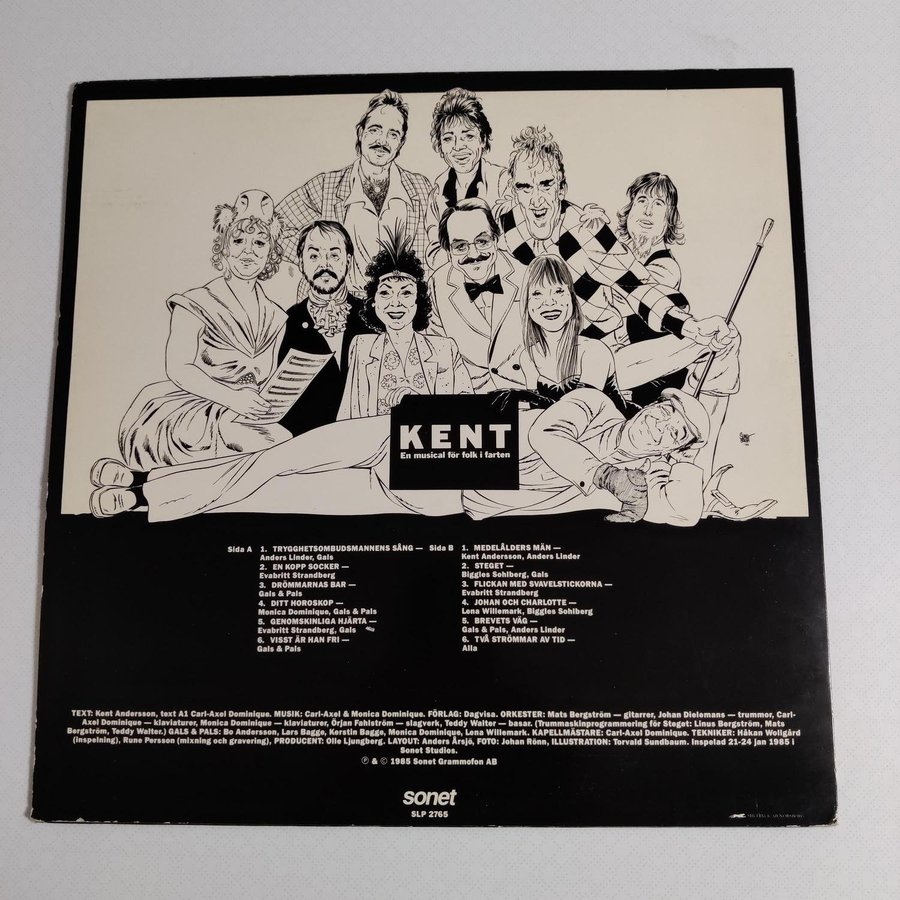 KENT
En musical för folk i farten
Sida A
1. TRYGGHETSOMBUDSMANNENS SÅNG —
Anders Linder, Gals
2. EN KOPP SOCKER —
Evabritt Strandberg
3. DRÖMMARNAS BAR —
Gals & Pals
4. DITT HOROSKOP —
Monica Dominique, Gals & Pals
5. GENOMSKINLIGA HJÄRTA —
Evabritt Strandberg, Gals
6. VISST ÄR HAN FRI —
Gals & Pals
Sida B
1. MEDELÅLDERS MÄN —
Kent Andersson, Anders Linder
2. STEGET —
Biggles Sohlberg, Gals
3. FLICKAN MED SVAVELSTICKORNA —
Evabritt Strandberg
4. JOHAN OCH CHARLOTTE —
Lena Willemark, Biggles Sohlberg
5. BREVETS VÄG —
Gals & Pals, Anders Linder
6. TVÅ STRÖMMAR AV TID —
Alla
TEXT: Kent Andersson, text A1 Carl-Axel Dominique. MUSIK: Carl-Axel & Monica Dominique. FÖRLAG: Dagvisa. ORKESTER: Mats Bergström — gitarrer, Johan Dielemans — trummor, Carl-
Axel Dominique — klaviaturer, Monica Dominique — klaviaturer, Örjan Fahlström — slagverk, Teddy Walter — basar. (Trummaskinprogrammering för Steget: Linus Bergström, Mats
Bergström, Teddy Walter.) GALS & PALS: Bo Andersson, Lars Bagge, Kerstin Bagge, Monica Dominique, Lena Willemark. KAPELLMÄSTARE: Carl-Axel Dominique. TEKNIKER: Håkan Wollgård
(inspelning), Rune Persson (mixning och gravering), PRODUCENT: Olle Ljungberg. LAYOUT: Anders Årsjö, FOTO: Johan Rönn, ILLUSTRATION: Torvald Sundbaum. Inspelad 21-24 jan 1985 i
Sonet Studios.
℗ & © 1985 Sonet Grammofon AB
sonet
SLP 2765